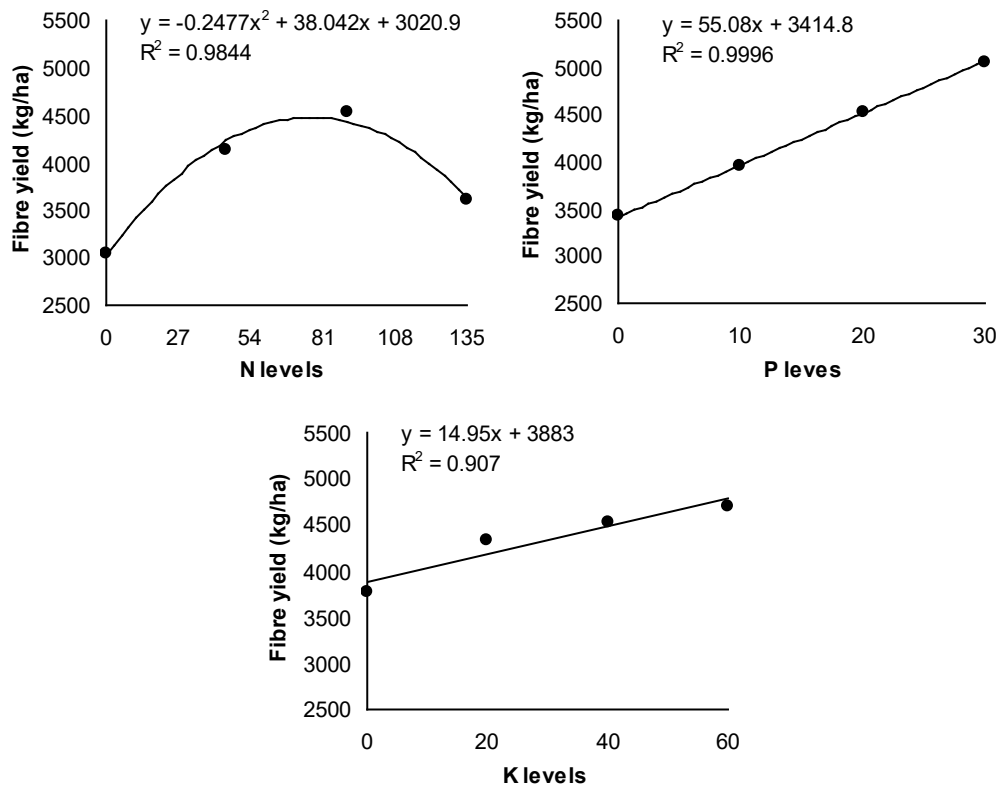 y = -0.2477x² + 38.042x + 3020.9
R² = 0.9844
5500
5000
4500
4000
3500
3000
2500
Fibre yield (kg/ha)
0 27 54 81 108 135
N levels
y = 55.08x + 3414.8
R² = 0.9996
5500
5000
4500
4000
3500
3000
2500
Fibre yield (kg/ha)
0 10 20 30
P leves
y = 14.95x + 3883
R² = 0.907
5500
5000
4500
4000
3500
3000
2500
Fibre yield (kg/ha)
0 20 40 60
K levels